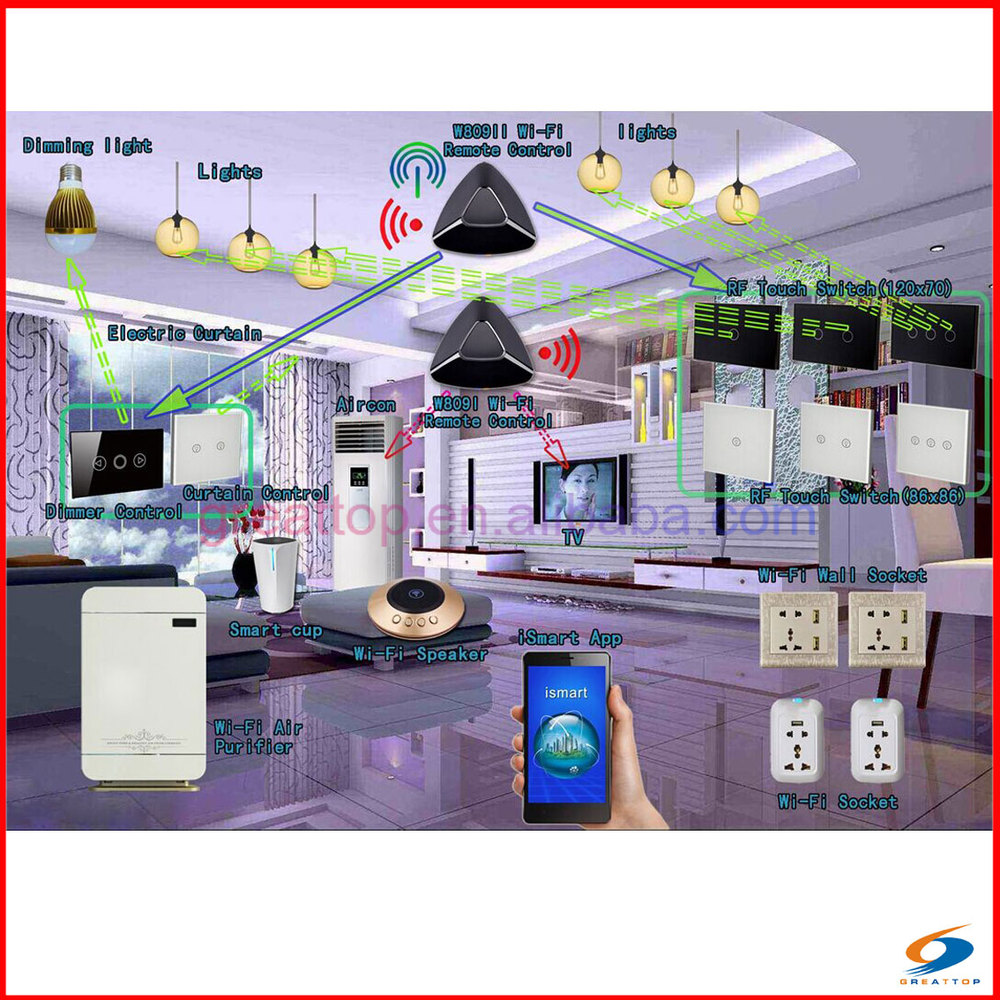 Dimming light
Lights
W809II Wi-Fi
Remote Control
lights
RF Touch Switch(120x70)
Electric Curtain
Aircon
W809I Wi-Fi
Remote Control
Curtain Control
Dimmer Control
RF Touch Switch(86x86)
greattop.en.alibaba.com
TV
Wi-Fi Wall Socket
Smart cup
Wi-Fi Speaker
iSmart App
ismart
Wi-Fi Air
Purifier
Wi-Fi Socket
GREATTOP